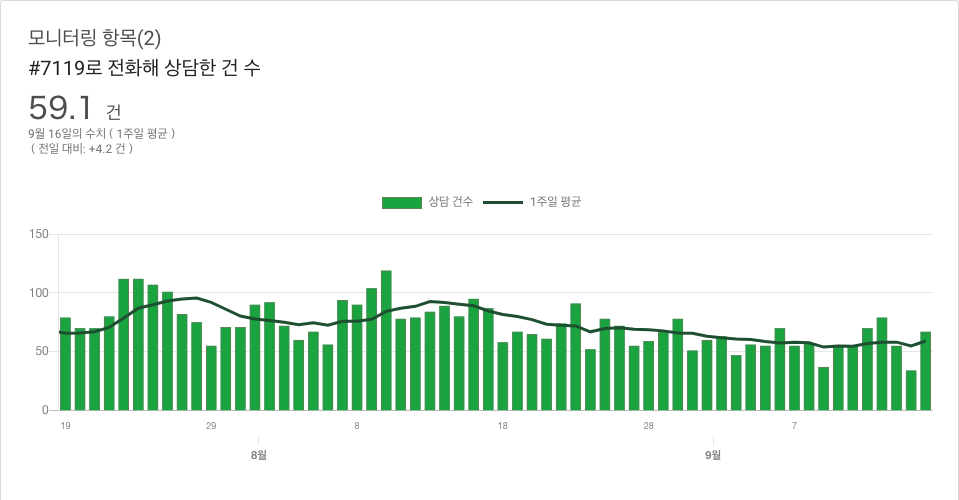 모니터링 항목(2)
#7119로 전화해 상담한 건 수
59.1 건
9월 16일의 수치 ( 1주일 평균 )
( 전일 대비: +4.2 건 )
상담 건수 1주일 평균
150
100
50
0
19 29 8 18 28 7
8월 9월